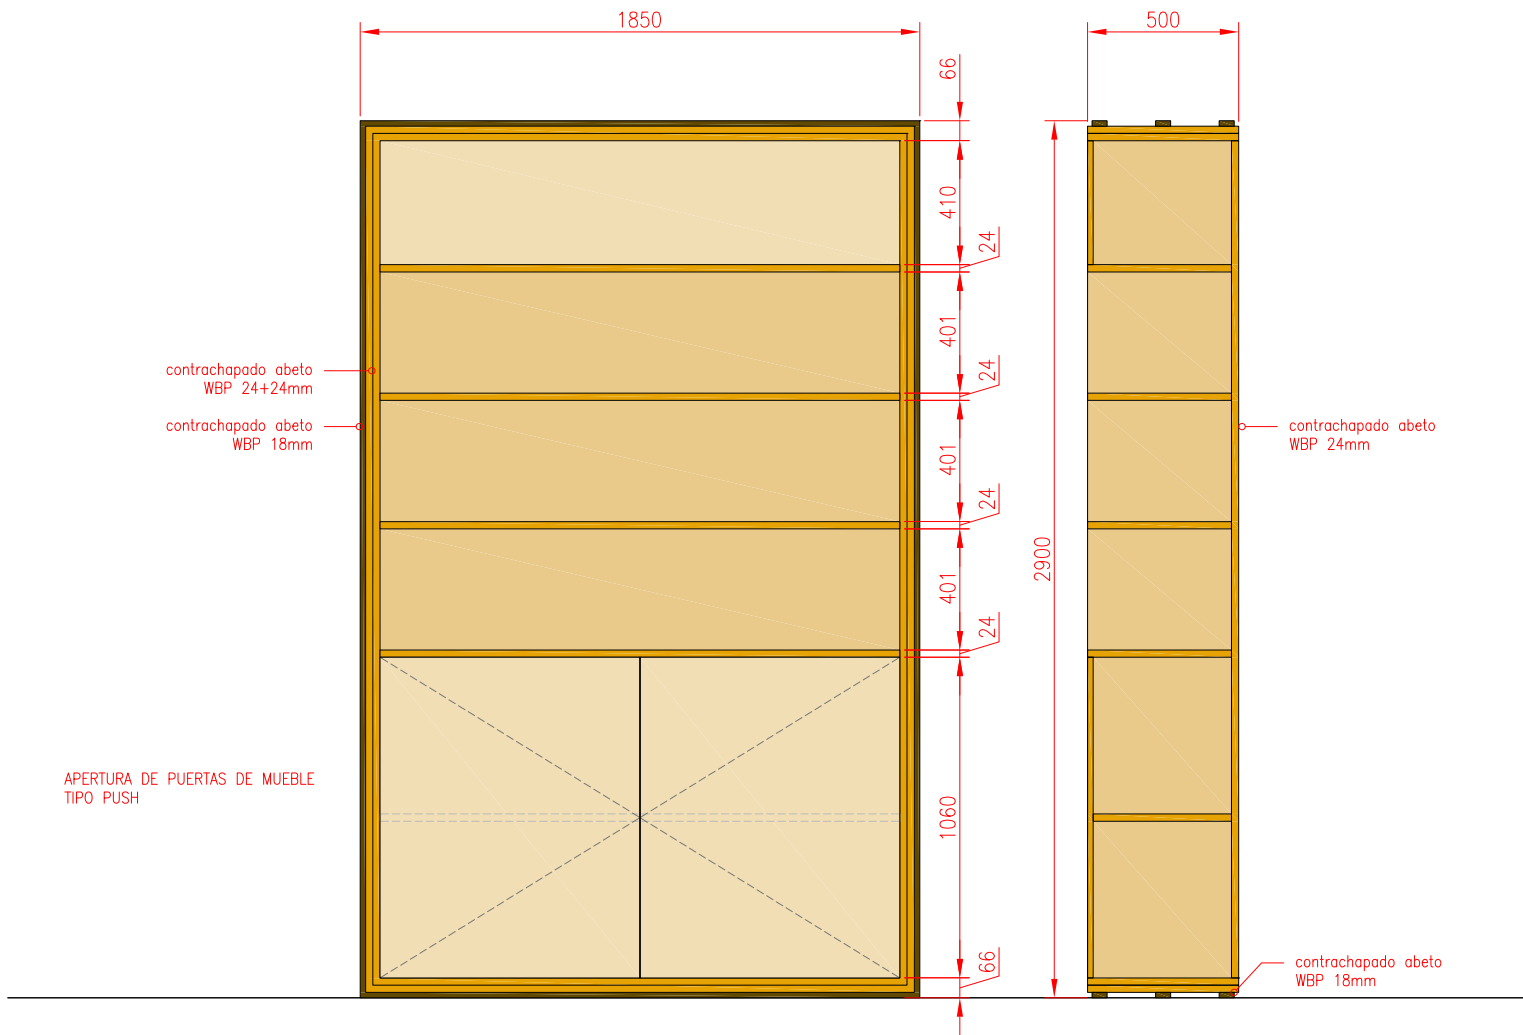 1850
500
66
410
24
401
24
401
24
401
24
1060
66
2900
contrachapado abeto
WBP 24+24mm
contrachapado abeto
WBP 18mm
contrachapado abeto
WBP 24mm
APERTURA DE PUERTAS DE MUEBLE
TIPO PUSH
contrachapado abeto
WBP 18mm